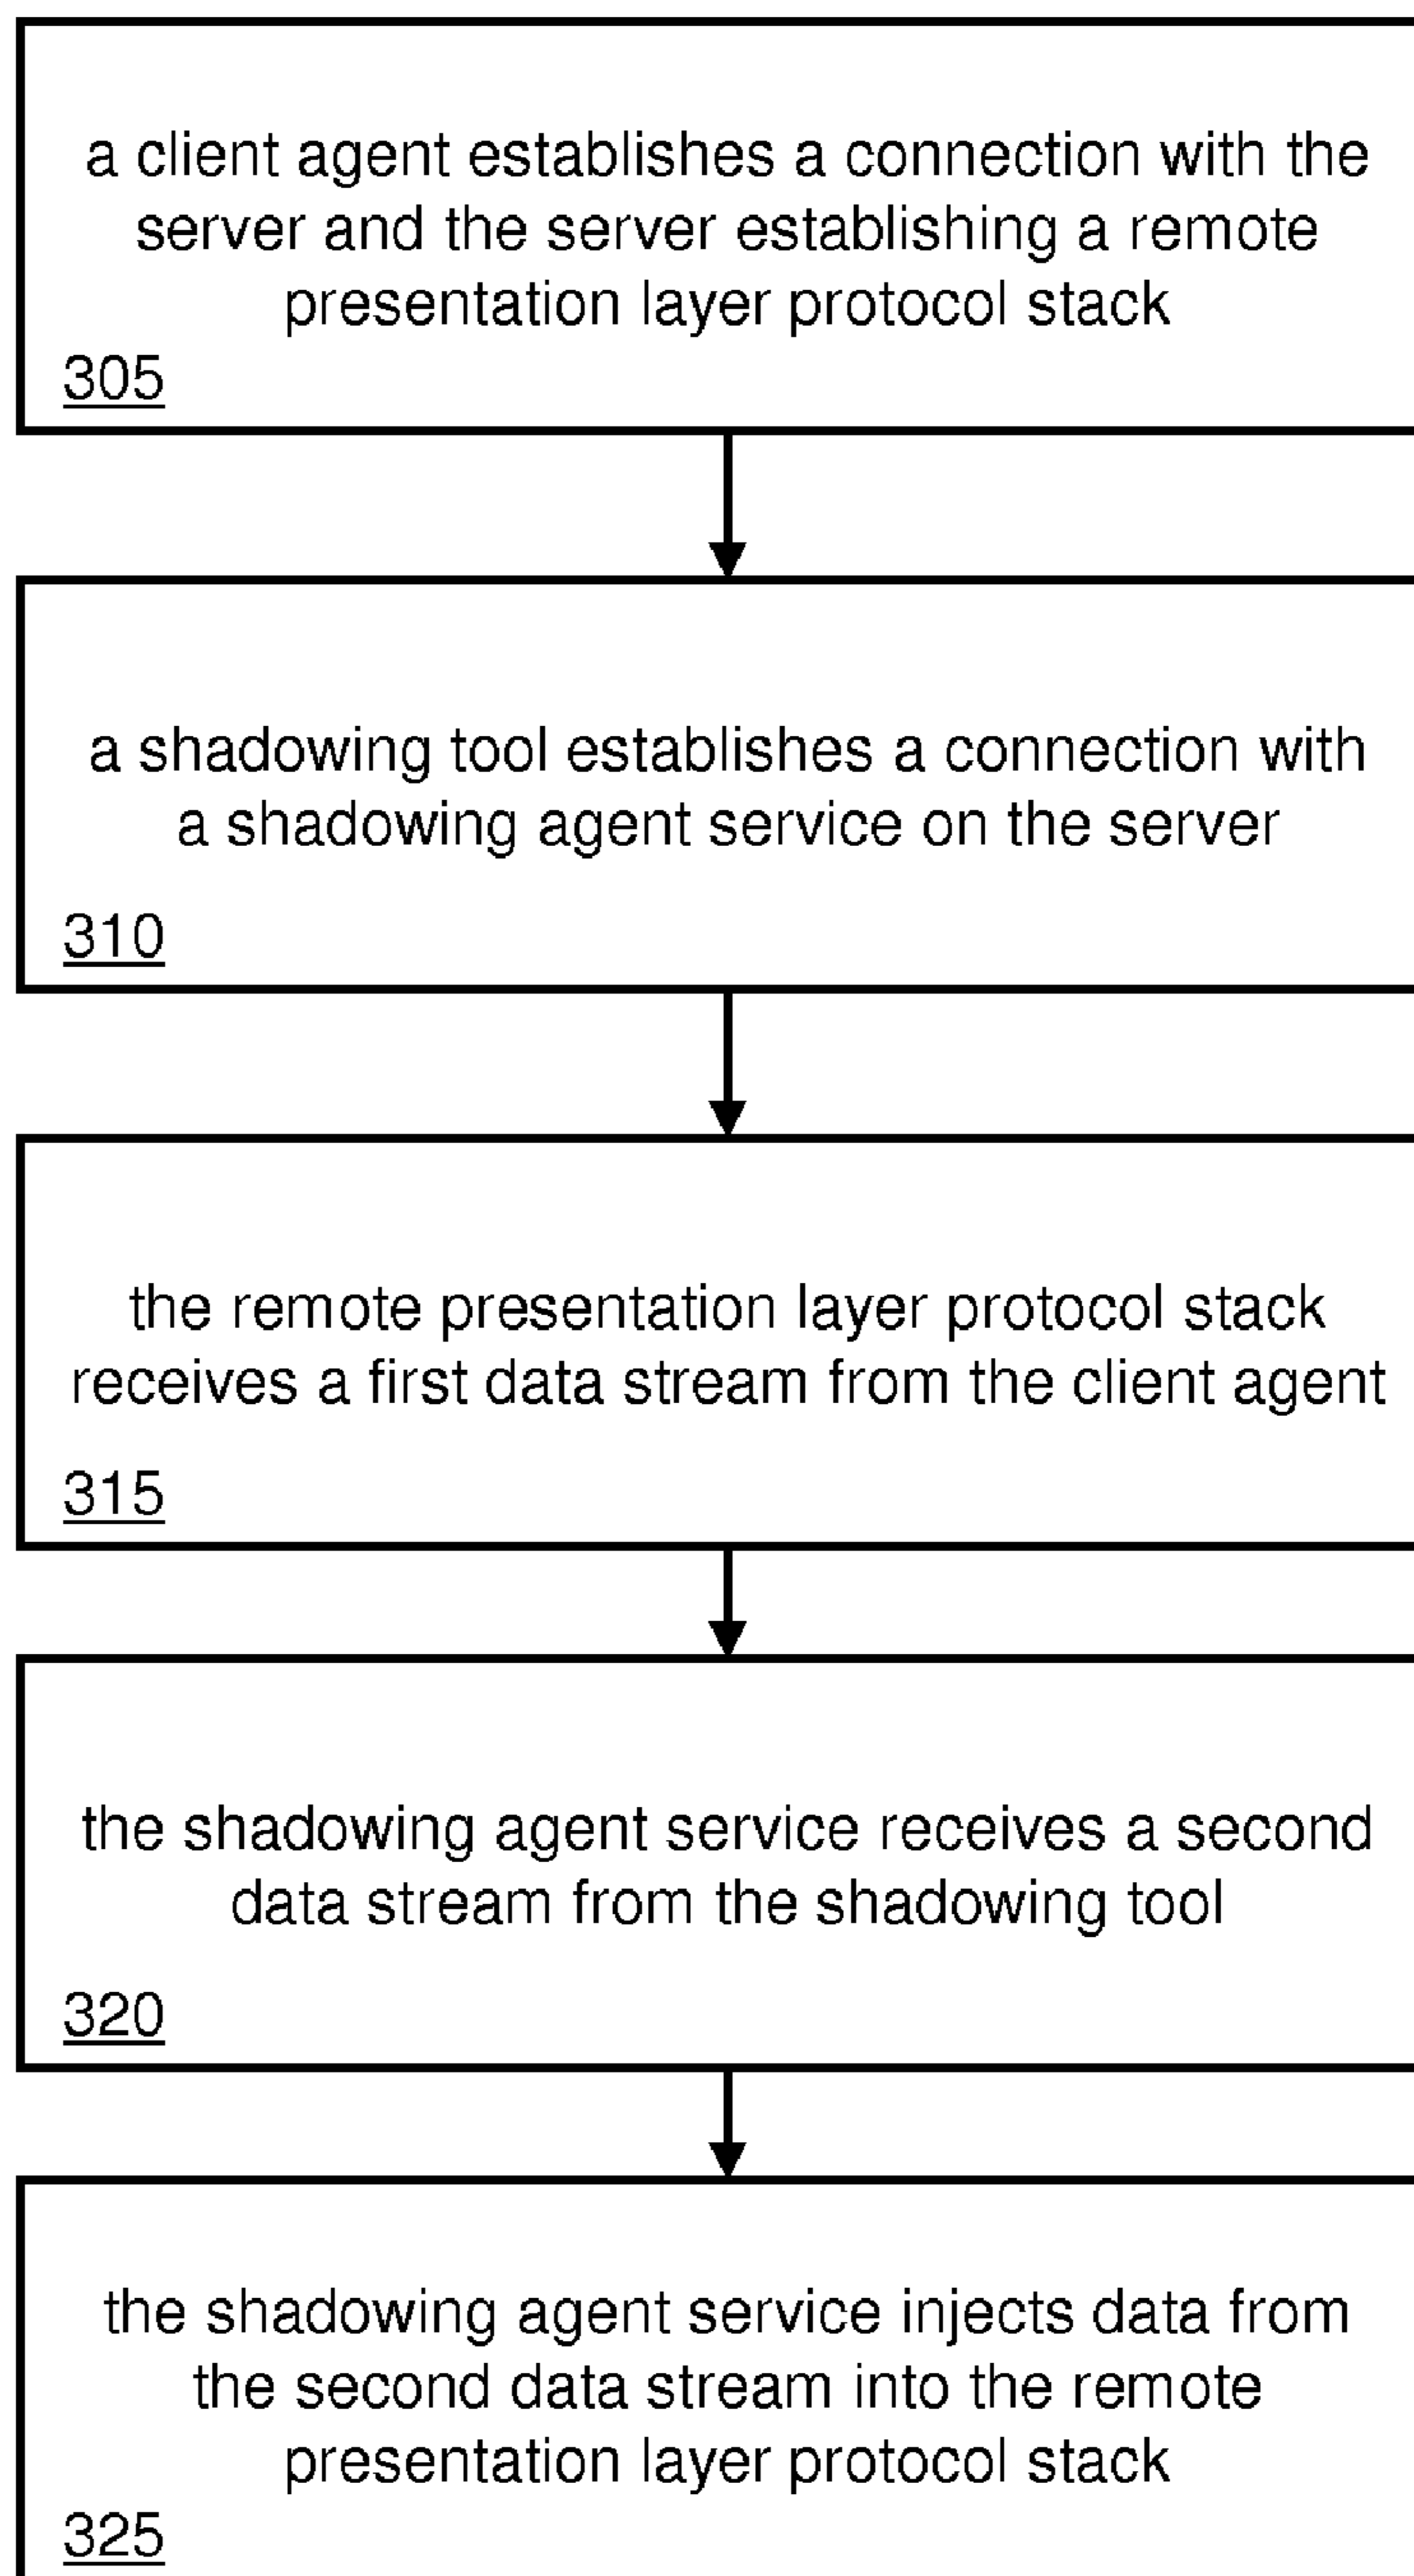 a client agent establishes a connection with the
server and the server establishing a remote
presentation layer protocol stack
305
a shadowing tool establishes a connection with
a shadowing agent service on the server
310
the remote presentation layer protocol stack
receives a first data stream from the client agent
315
the shadowing agent service receives a second
data stream from the shadowing tool
320
the shadowing agent service injects data from
the second data stream into the remote
presentation layer protocol stack
325